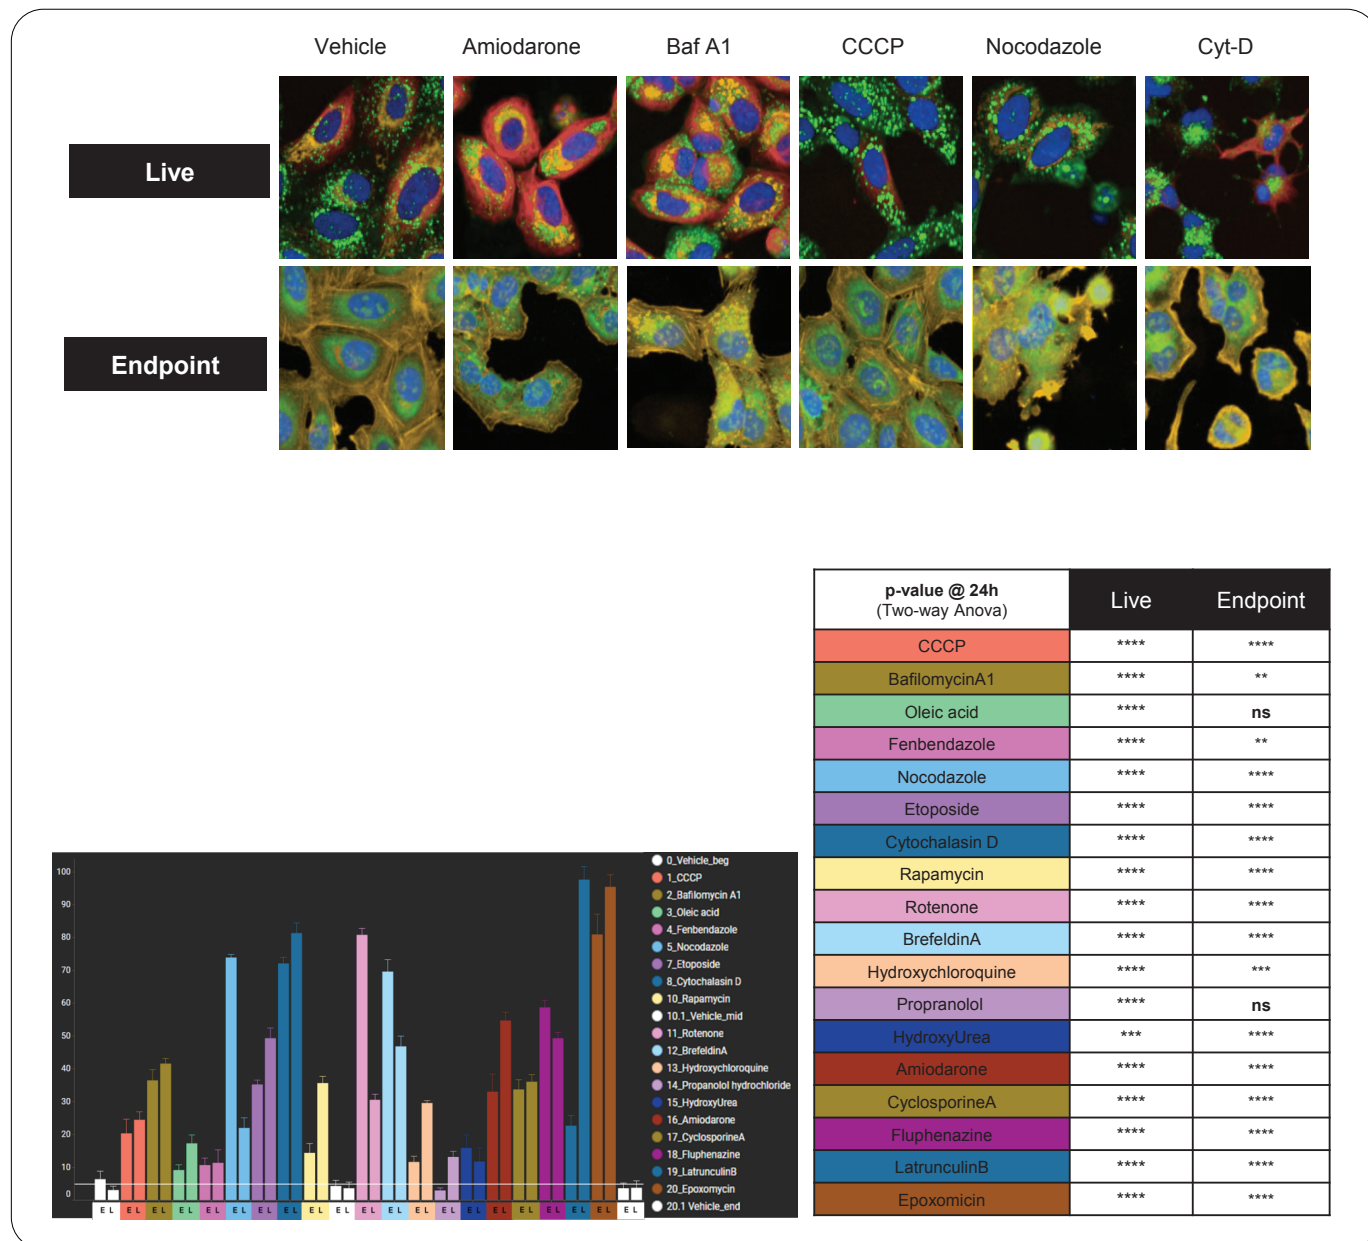 Vehicle Amiodarone Baf A1 CCCP Nocodazole Cyt-D
Live
Endpoint
p-value @ 24h
(Two-way Anova)
Live Endpoint
CCCP **** ****
BafilomycinA1 **** **
Oleic acid **** ns
Fenbendazole **** **
Nocodazole **** ****
Etoposide **** ****
Cytochalasin D **** ****
Rapamycin **** ****
Rotenone **** ****
BrefeldinA **** ****
Hydroxychloroquine **** ***
Propranolol **** ns
HydroxyUrea *** ****
Amiodarone **** ****
CyclosporineA **** ****
Fluphenazine **** ****
LatrunculinB **** ****
Epoxomicin **** ****
100
90
80
70
60
50
40
30
20
10
0
E L E L E L E L E L E L E L E L E L E L E L E L E L E L E L E L E L E L E L E L
0_Vehicle_beg
1_CCCP
2_Bafilomycin A1
3_Oleic acid
4_Fenbendazole
5_Nocodazole
7_Etoposide
8_Cytochalasin D
10_Rapamycin
10.1_Vehicle_mid
11_Rotenone
12_BrefeldinA
13_Hydroxychloroquine
14_Propanolol hydrochloride
15_HydroxyUrea
16_Amiodarone
17_CyclosporineA
18_Fluphenazine
19_LatrunculinB
20_Epoxomycin
20.1 Vehicle_end